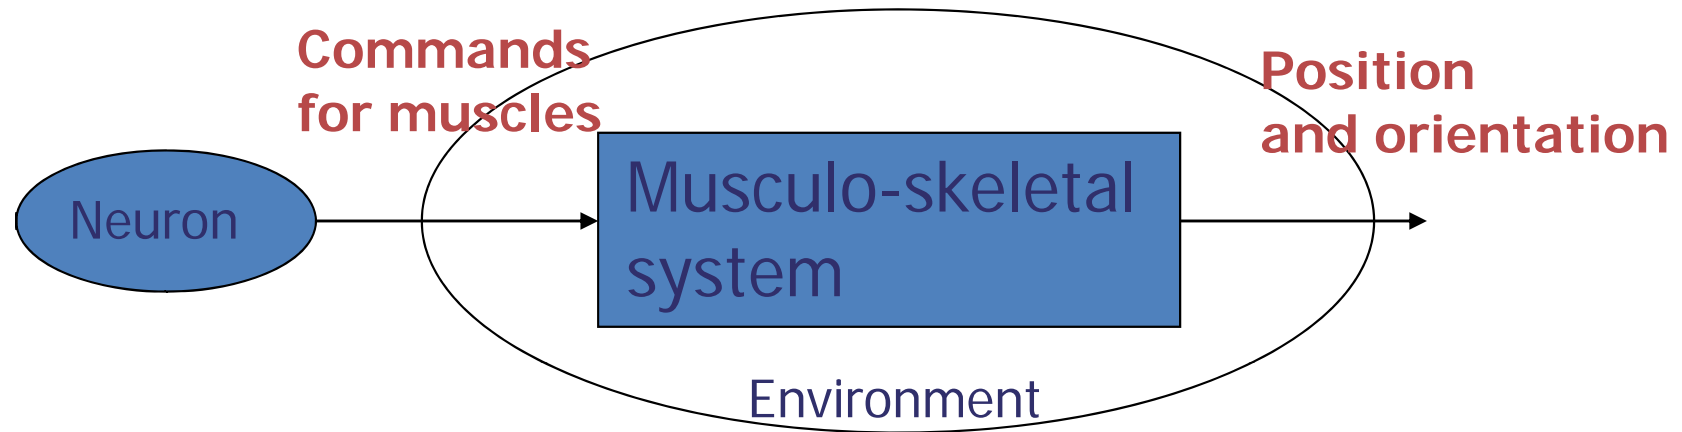 Commands
for muscles
Position
and orientation
Neuron
Musculo-skeletal
system
Environment